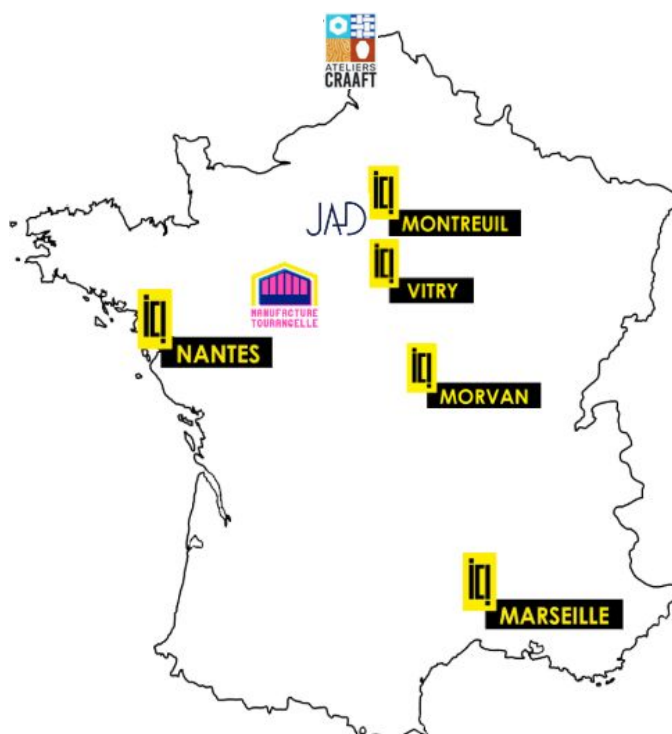 ATELIERS
CRAAFT
ici
MONTREUIL
JAD
ici
VITRY
MANUFACTURE
TOURANGELLE
ici
NANTES
ici
MORVAN
ici
MARSEILLE